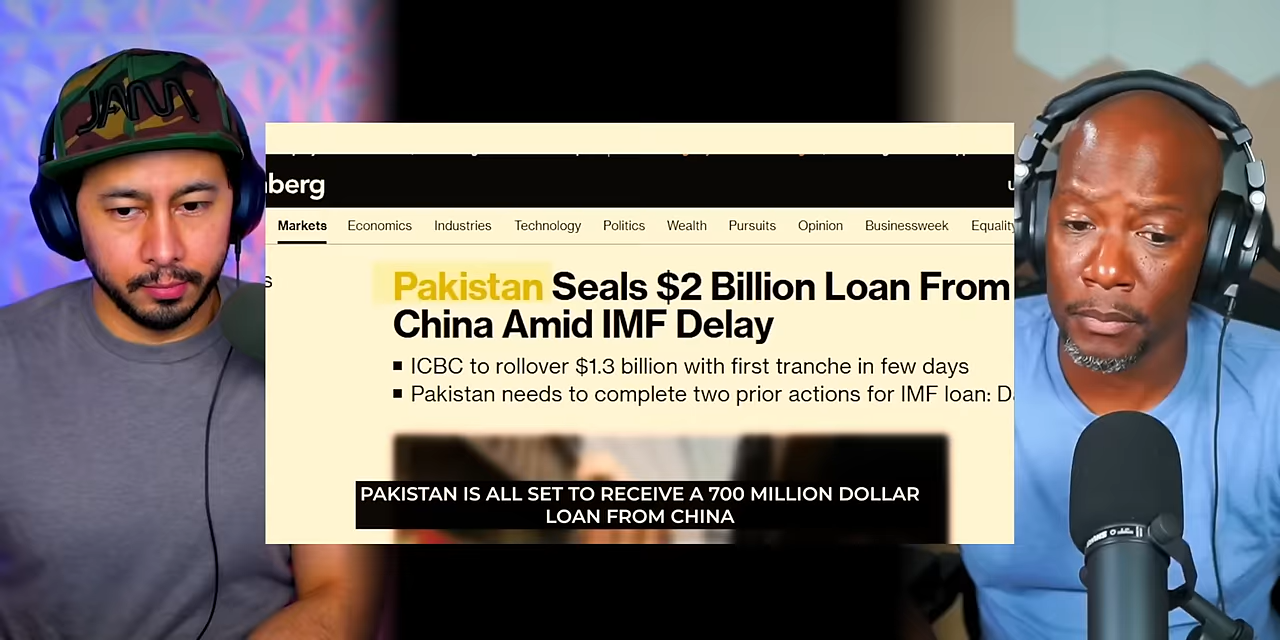 JAM
berg
Markets Economics Industries Technology Politics Wealth Pursuits Opinion Businessweek Equality
s
Pakistan Seals $2 Billion Loan From
China Amid IMF Delay
▪ ICBC to rollover $1.3 billion with first tranche in few days
▪ Pakistan needs to complete two prior actions for IMF loan: D
PAKISTAN IS ALL SET TO RECEIVE A 700 MILLION DOLLAR
LOAN FROM CHINA